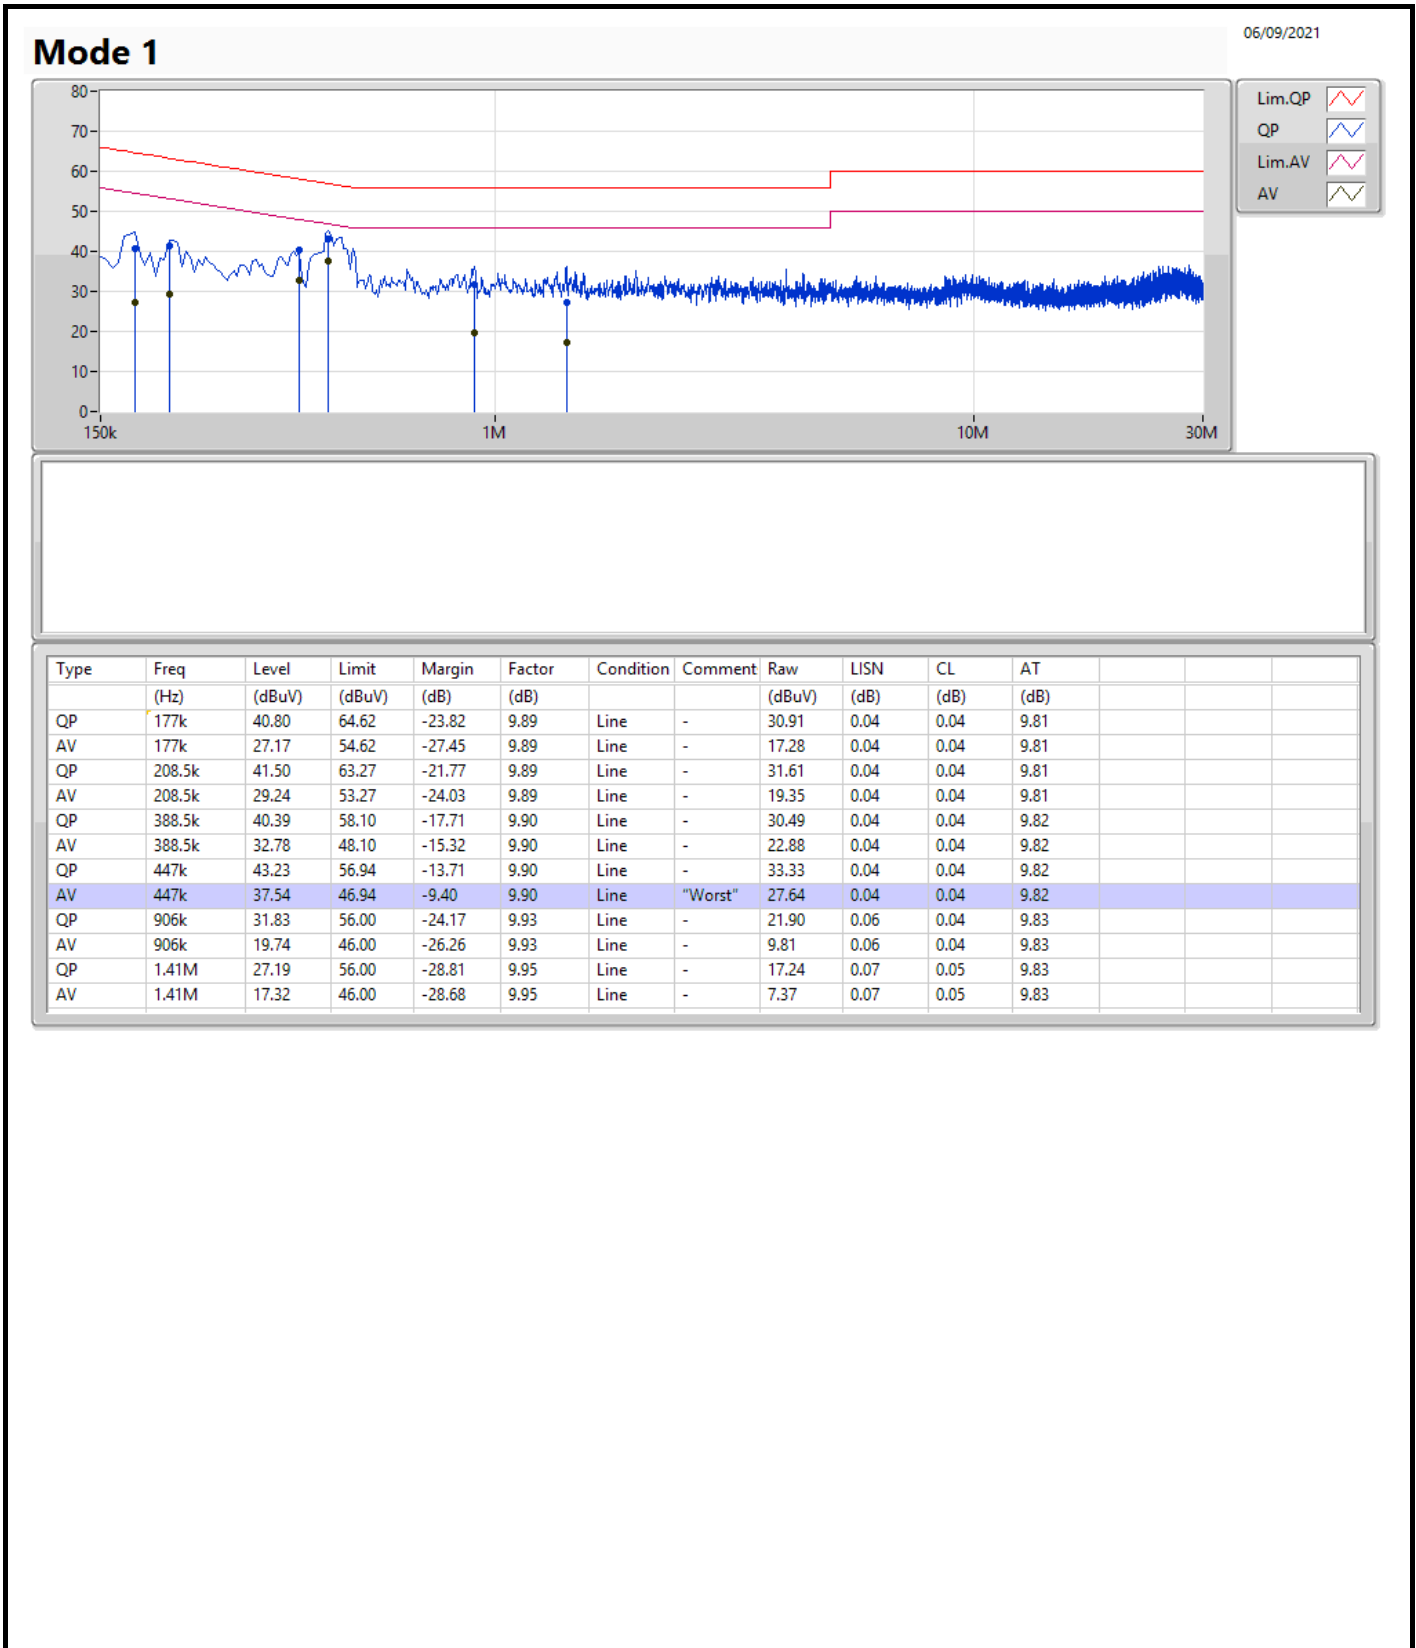 06/09/2021
Mode 1
80
70
60
50
40
30
20
10
0
150k 1M 10M 30M
Lim.QP
QP
Lim.AV
AV
Type Freq Level Limit Margin Factor Condition Comment Raw LISN CL AT
(Hz) (dBuV) (dBuV) (dB) (dB) (dBuV) (dB) (dB) (dB)
QP 177k 40.80 64.62 -23.82 9.89 Line - 30.91 0.04 0.04 9.81
AV 177k 27.17 54.62 -27.45 9.89 Line - 17.28 0.04 0.04 9.81
QP 208.5k 41.50 63.27 -21.77 9.89 Line - 31.61 0.04 0.04 9.81
AV 208.5k 29.24 53.27 -24.03 9.89 Line - 19.35 0.04 0.04 9.81
QP 388.5k 40.39 58.10 -17.71 9.90 Line - 30.49 0.04 0.04 9.82
AV 388.5k 32.78 48.10 -15.32 9.90 Line - 22.88 0.04 0.04 9.82
QP 447k 43.23 56.94 -13.71 9.90 Line - 33.33 0.04 0.04 9.82
AV 447k 37.54 46.94 -9.40 9.90 Line "Worst" 27.64 0.04 0.04 9.82
QP 906k 31.83 56.00 -24.17 9.93 Line - 21.90 0.06 0.04 9.83
AV 906k 19.74 46.00 -26.26 9.93 Line - 9.81 0.06 0.04 9.83
QP 1.41M 27.19 56.00 -28.81 9.95 Line - 17.24 0.07 0.05 9.83
AV 1.41M 17.32 46.00 -28.68 9.95 Line - 7.37 0.07 0.05 9.83